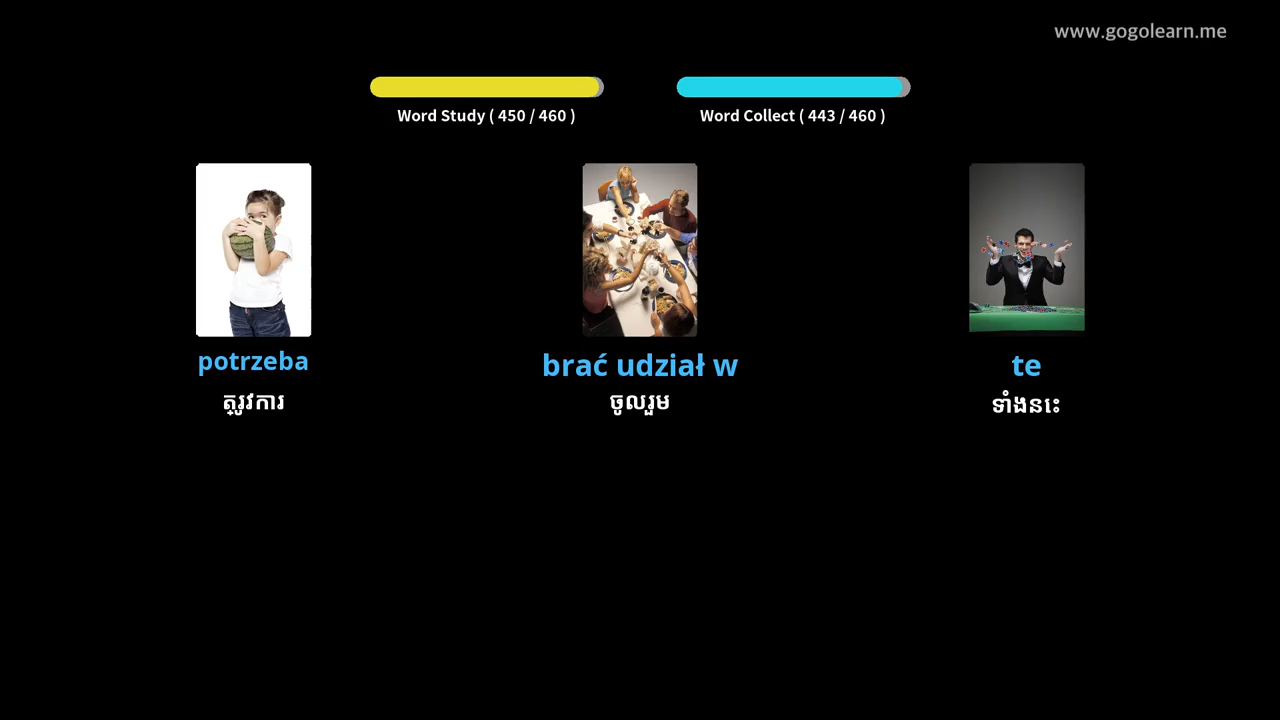 www.gogolearn.me
Word Study ( 450 / 460 )
Word Collect ( 443 / 460 )
potrzeba
brać udział w
te
ត្រូវការ
ចូលរួម
ទាំងនេះ